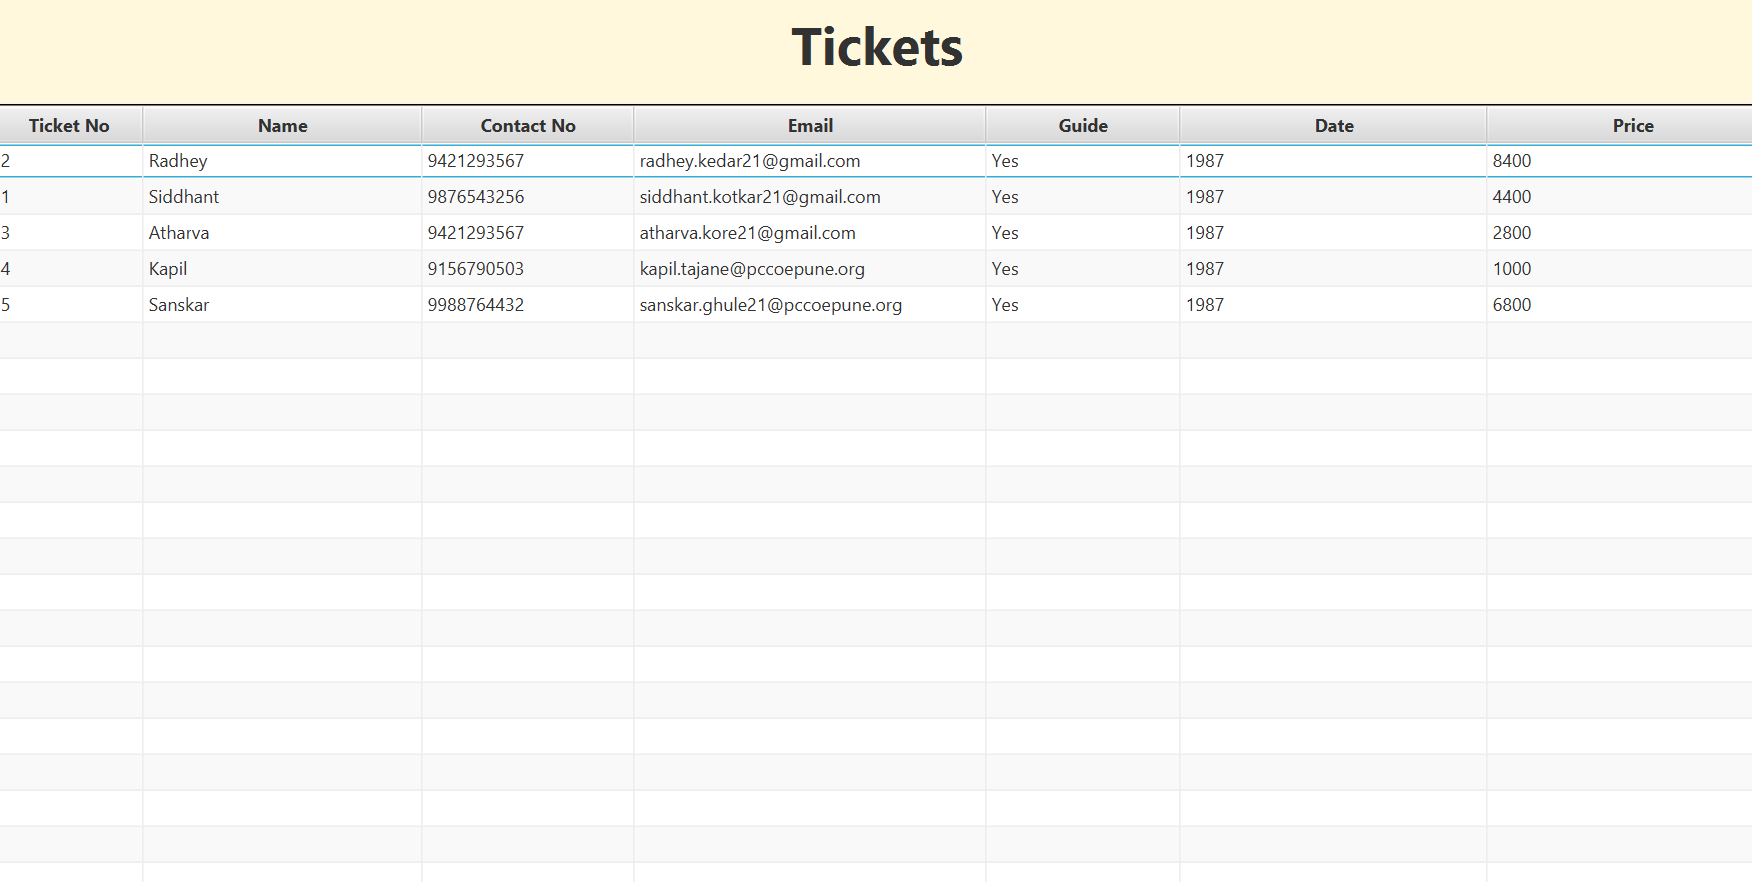 Tickets
Ticket No Name Contact No Email Guide Date Price
2 Radhey 9421293567 radhey.kedar21@gmail.com Yes 1987 8400
1 Siddhant 9876543256 siddhant.kotkar21@gmail.com Yes 1987 4400
3 Atharva 9421293567 atharva.kore21@gmail.com Yes 1987 2800
4 Kapil 9156790503 kapil.tajane@pccoepune.org Yes 1987 1000
5 Sanskar 9988764432 sanskar.ghule21@pccoepune.org Yes 1987 6800